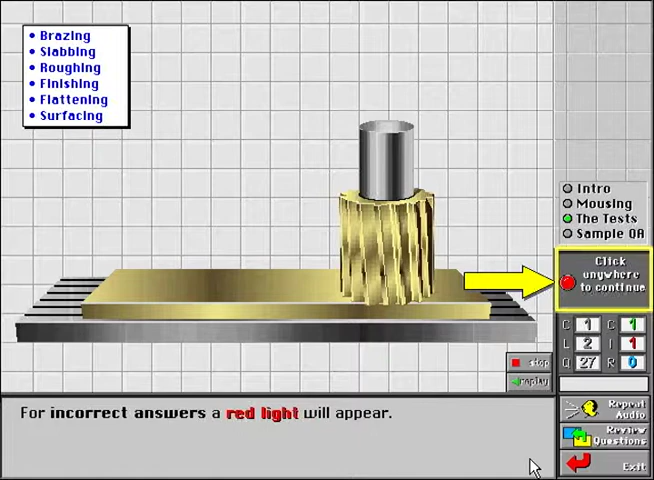 • Brazing
• Slabbing
• Roughing
• Finishing
• Flattening
• Surfacing
Intro
Mousing
The Tests
Sample QA
Click
anywhere
to continue
C 1 C 1
L 2 I 1
Q 27 R 0
stop
replay
Repeat
Audio
Review
Questions
Exit
For incorrect answers a red light will appear.